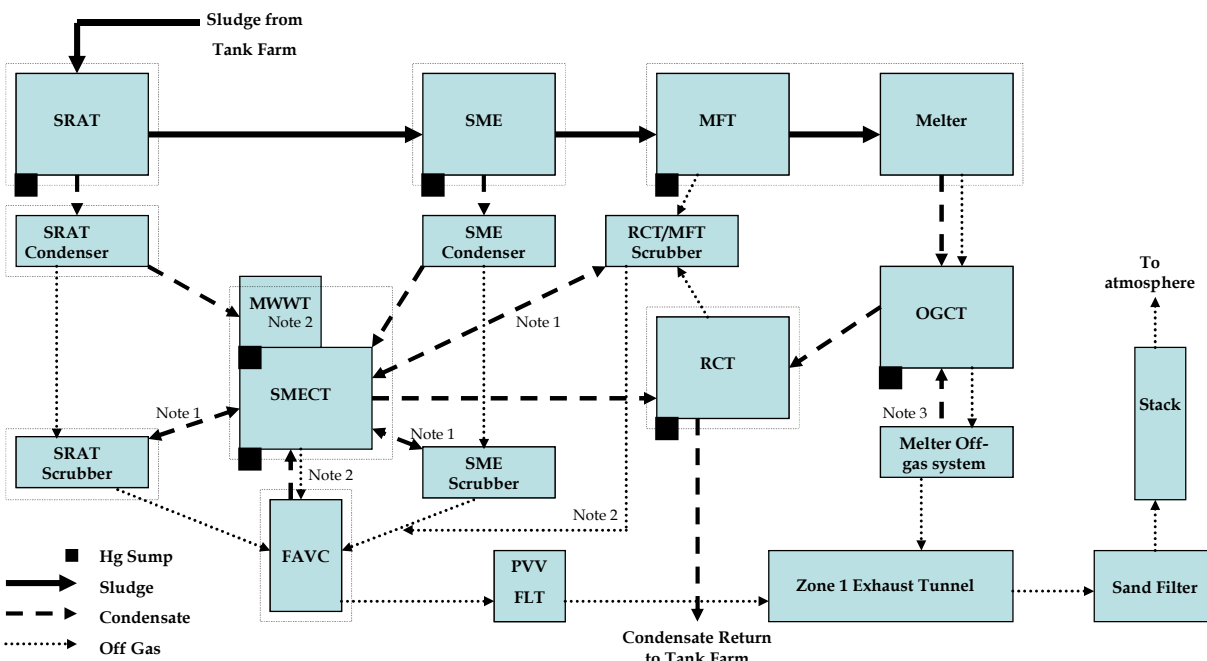 Sludge from
Tank Farm
SRAT
SME
MFT
Melter
SRAT
Condenser
SME
Condenser
RCT/MFT
Scrubber
To
atmosphere
MWWT
Note 2
Note 1
OGCT
RCT
SMECT
Stack
Note 1
Note 1
Note 3
SRAT
Scrubber
Note 2
SME
Scrubber
Melter Off-
gas system
Note 2
FAVC
PVV
FLT
Zone 1 Exhaust Tunnel
Sand Filter
Hg Sump
Sludge
Condensate
Off Gas
Condensate Return
to Tank Farm